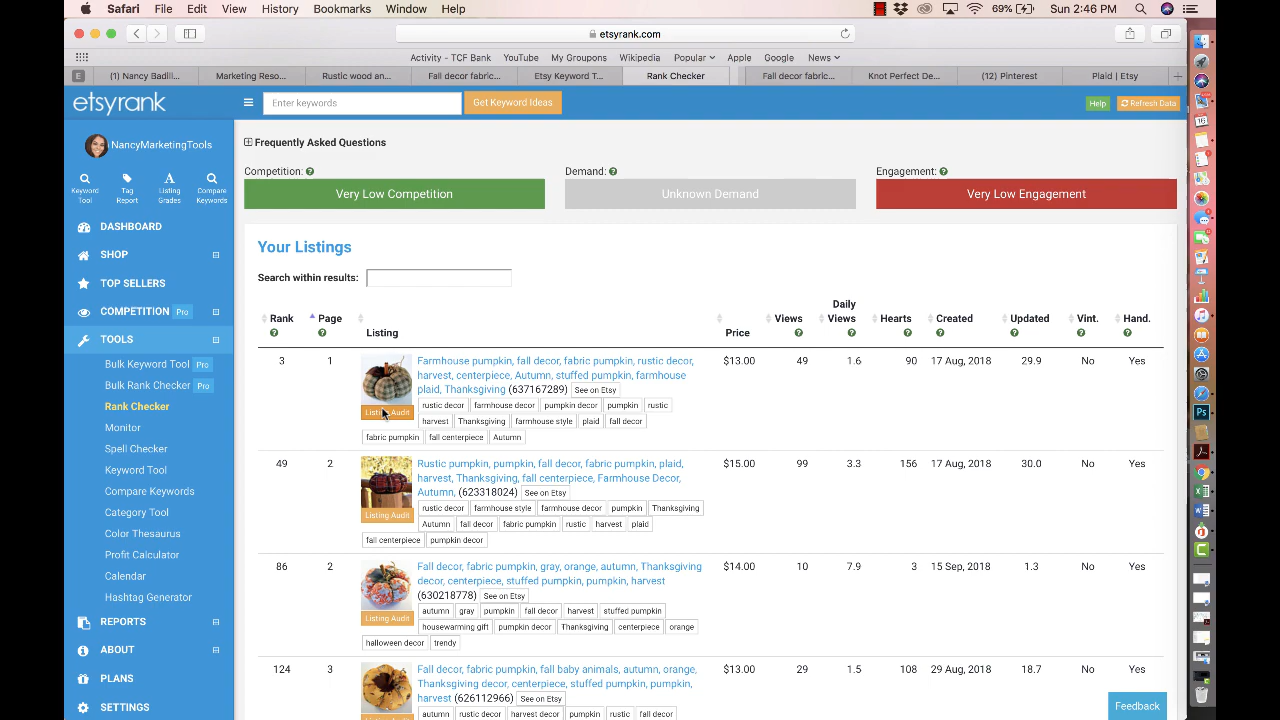 Safari File Edit View History Bookmarks Window Help 69% Sun 2:46 PM
etsyrank.com
Activity - TCF Bank YouTube My Groupons Wikipedia Popular Apple Google News
E (1) Nancy Badill... Marketing Reso... Rustic wood an... Fall decor fabric... Etsy Keyword T... Rank Checker Fall decor fabric... Knot Perfect De... (12) Pinterest Plaid | Etsy
etsyrank Enter keywords Get Keyword Ideas Help Refresh Data
NancyMarketingTools
Keyword Tool
Tag Report
Listing Grades
Compare Keywords
DASHBOARD
SHOP
TOP SELLERS
COMPETITION Pro
TOOLS
Bulk Keyword Tool Pro
Bulk Rank Checker Pro
Rank Checker
Monitor
Spell Checker
Keyword Tool
Compare Keywords
Category Tool
Color Thesaurus
Profit Calculator
Calendar
Hashtag Generator
REPORTS
ABOUT
PLANS
SETTINGS
Frequently Asked Questions
Competition: Demand: Engagement:
Very Low Competition Unknown Demand Very Low Engagement
Your Listings
Search within results:
Rank Page Listing Price Views Daily Views Hearts Created Updated Vint. Hand.
3 1 Farmhouse pumpkin, fall decor, fabric pumpkin, rustic decor, $13.00 49 1.6 90 17 Aug, 2018 29.9 No Yes
harvest, centerpiece, Autumn, stuffed pumpkin, farmhouse
plaid, Thanksgiving (637167289) See on Etsy
Listing Audit rustic decor farmhouse decor pumpkin decor pumpkin rustic
harvest Thanksgiving farmhouse style plaid fall decor
fabric pumpkin fall centerpiece Autumn
49 2 Rustic pumpkin, pumpkin, fall decor, fabric pumpkin, plaid, $15.00 99 3.3 156 17 Aug, 2018 30.0 No Yes
harvest, Thanksgiving, fall centerpiece, Farmhouse Decor,
Autumn, (623318024) See on Etsy
Listing Audit rustic decor farmhouse style farmhouse decor pumpkin Thanksgiving
Autumn fall decor fabric pumpkin rustic harvest plaid
fall centerpiece pumpkin decor
86 2 Fall decor, fabric pumpkin, gray, orange, autumn, Thanksgiving $14.00 10 7.9 3 15 Sep, 2018 1.3 No Yes
decor, centerpiece, stuffed pumpkin, pumpkin, harvest
(630218778) See on Etsy
Listing Audit autumn gray pumpkin fall decor harvest stuffed pumpkin
housewarming gift pumpkin decor Thanksgiving centerpiece orange
halloween decor trendy
124 3 Fall decor, fabric pumpkin, fall baby animals, autumn, orange, $13.00 29 1.5 108 28 Aug, 2018 18.7 No Yes
Thanksgiving decor, centerpiece, stuffed pumpkin, pumpkin,
harvest (626112964) See on Etsy
autumn harvest decor rustic fall decor
Feedback